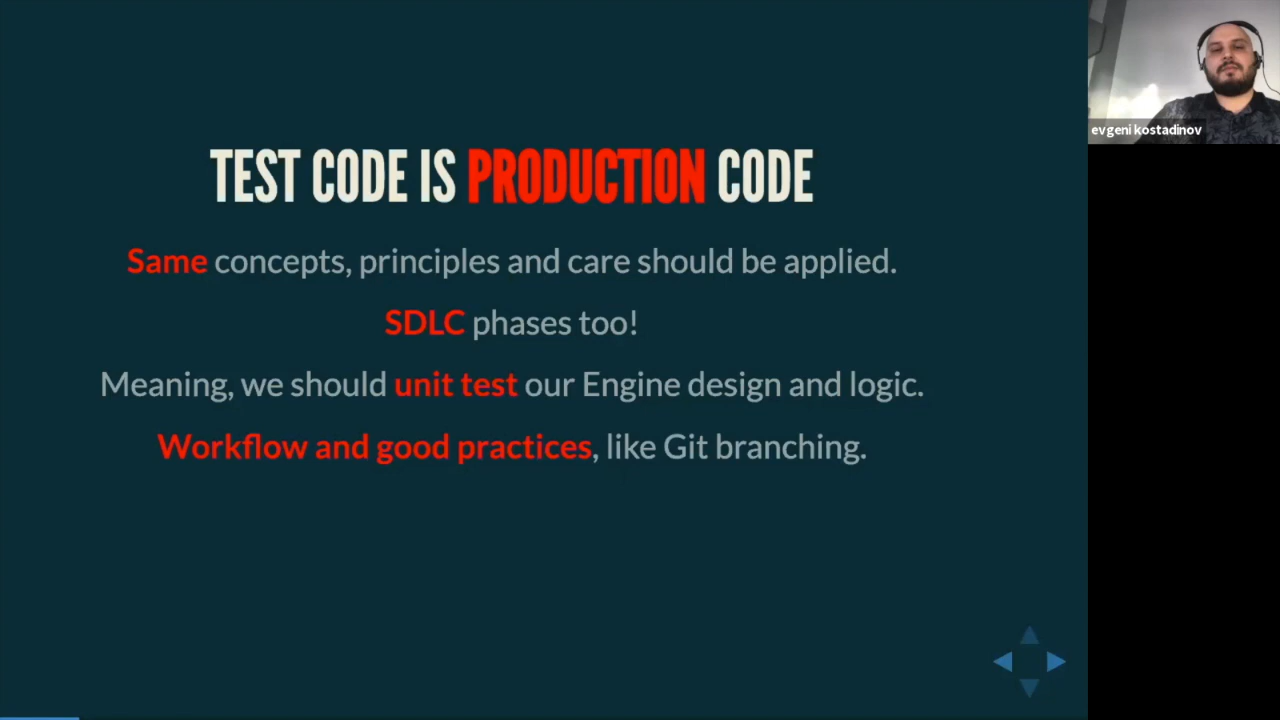 TEST CODE IS PRODUCTION CODE
Same concepts, principles and care should be applied.
SDLC phases too!
Meaning, we should unit test our Engine design and logic.
Workflow and good practices, like Git branching.
evgeni kostadinov